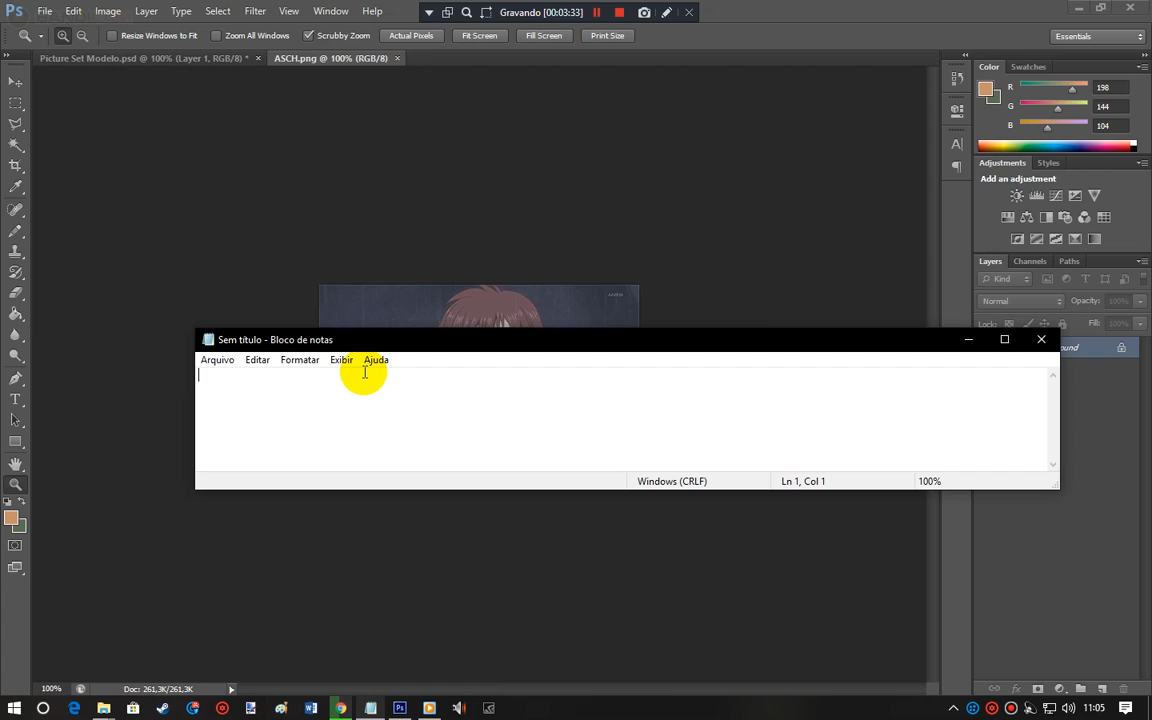 Ps File Edit Image Layer Type Select Filter View Window Help
Gravando [00:03:33]
Resize Windows to Fit Zoom All Windows Scrubby Zoom Actual Pixels Fit Screen Fill Screen Print Size Essentials
Picture Set Modelo.psd @ 100% (Layer 1, RGB/8) * × ASCH.png @ 100% (RGB/8) ×
Color Swatches
R 198
G 144
B 104
Adjustments Styles
Add an adjustment
Layers Channels Paths
Kind
Normal Opacity: 100%
Lock: Fill: 100%
Sem título - Bloco de notas
Arquivo Editar Formatar Exibir Ajuda
Windows (CRLF) Ln 1, Col 1 100%
100% Doc: 261,3K/261,3K
11:05